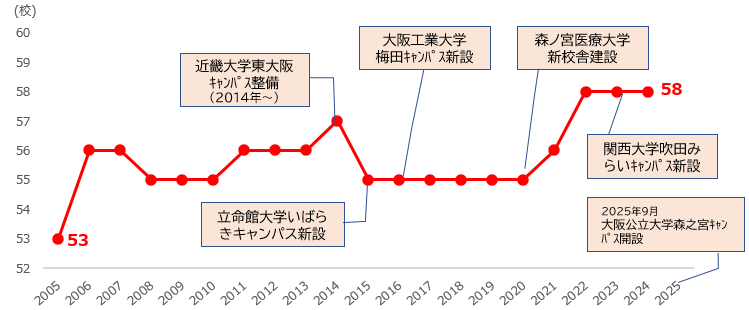 (校)
60
59
58
57
56
55
54
53
52
近畿大学東大阪
ｷｬﾝﾊﾟｽ整備
（2014年～）
大阪工業大学
梅田ｷｬﾝﾊﾟｽ新設
森ノ宮医療大学
新校舎建設
58
関西大学吹田み
らいｷｬﾝﾊﾟｽ新設
立命館大学いばら
きキャンパス新設
2025年9月
大阪公立大学森之宮ｷｬﾝ
ﾊﾟｽ開設
53
2005
2006
2007
2008
2009
2010
2011
2012
2013
2014
2015
2016
2017
2018
2019
2020
2021
2022
2023
2024
2025